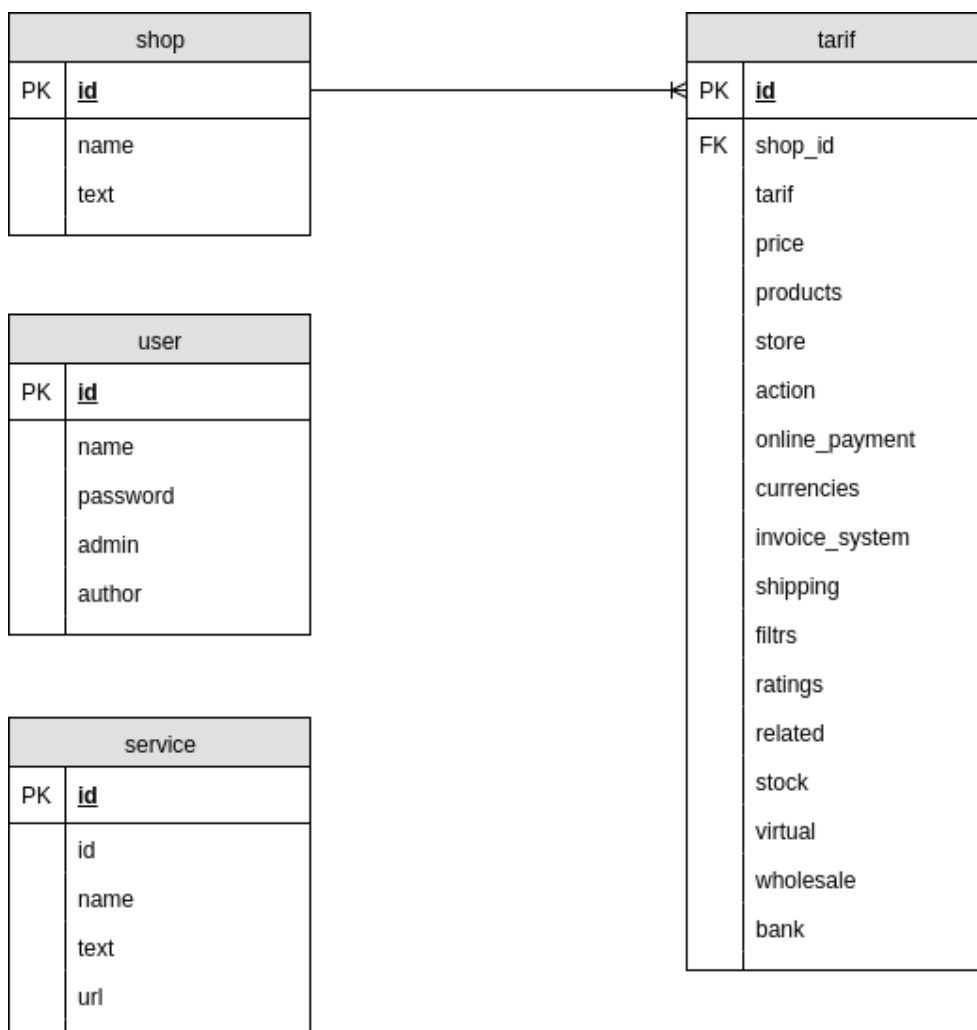 shop
PK id
name
text
user
PK id
name
password
admin
author
service
PK id
id
name
text
url
tarif
PK id
FK shop_id
tarif
price
products
store
action
online_payment
currencies
invoice_system
shipping
filtrs
ratings
related
stock
virtual
wholesale
bank